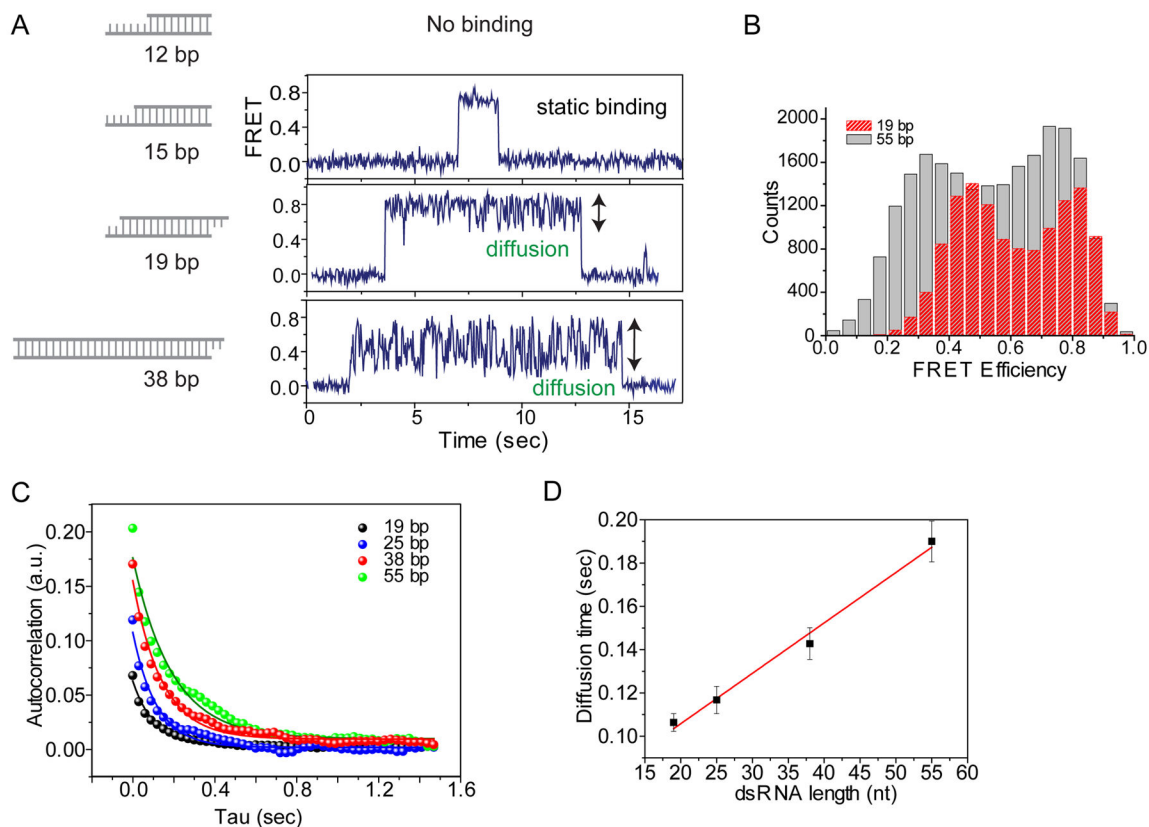 A
12 bp
15 bp
19 bp
38 bp
No binding
FRET
0.8
0.4
0.0
static binding
0.8
0.4
0.0
diffusion
0.8
0.4
0.0
diffusion
0 5 10 15
Time (sec)
B
19 bp
55 bp
2000
1600
1200
800
400
0
Counts
0.0 0.2 0.4 0.6 0.8 1.0
FRET Efficiency
C
19 bp
25 bp
38 bp
55 bp
0.20
0.15
0.10
0.05
0.00
Autocorrelation (a.u.)
0.0 0.4 0.8 1.2 1.6
Tau (sec)
D
0.20
0.18
0.16
0.14
0.12
0.10
Diffusion time (sec)
15 20 25 30 35 40 45 50 55 60
dsRNA length (nt)